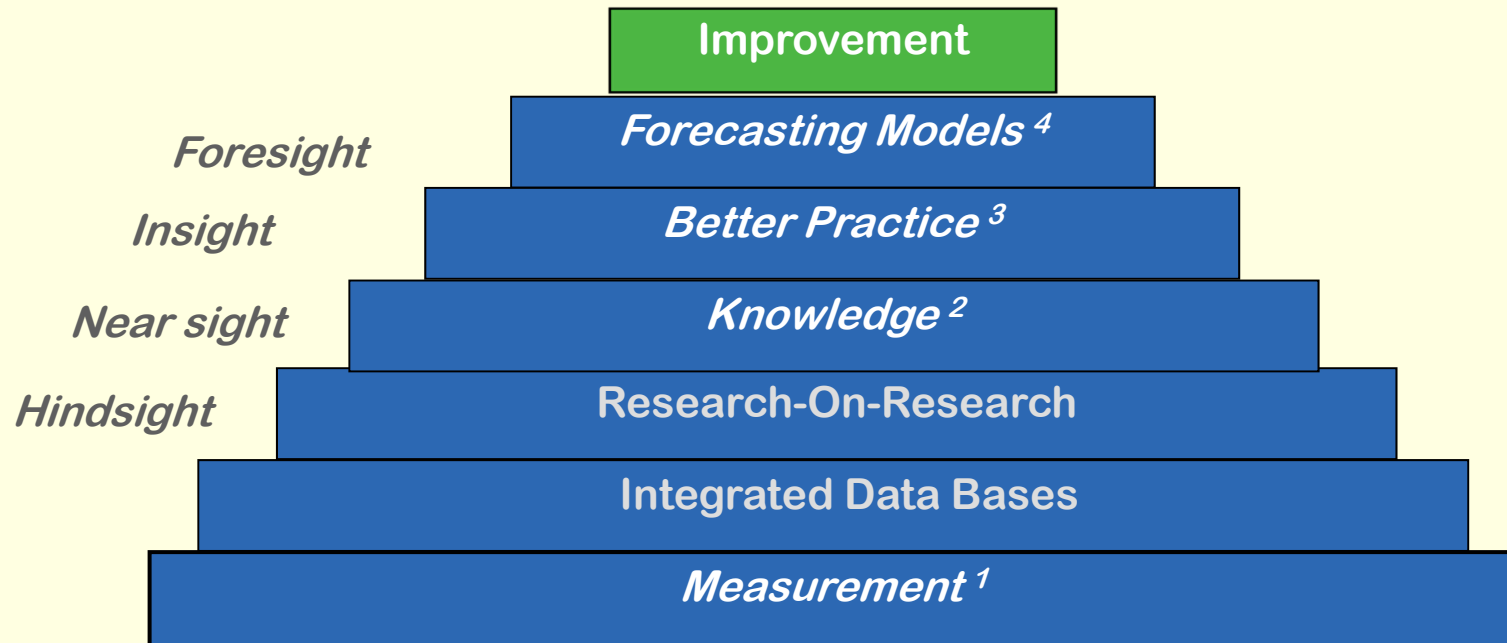 Improvement
Foresight
Forecasting Models 4
Insight
Better Practice 3
Near sight
Knowledge 2
Hindsight
Research-On-Research
Integrated Data Bases
Measurement 1